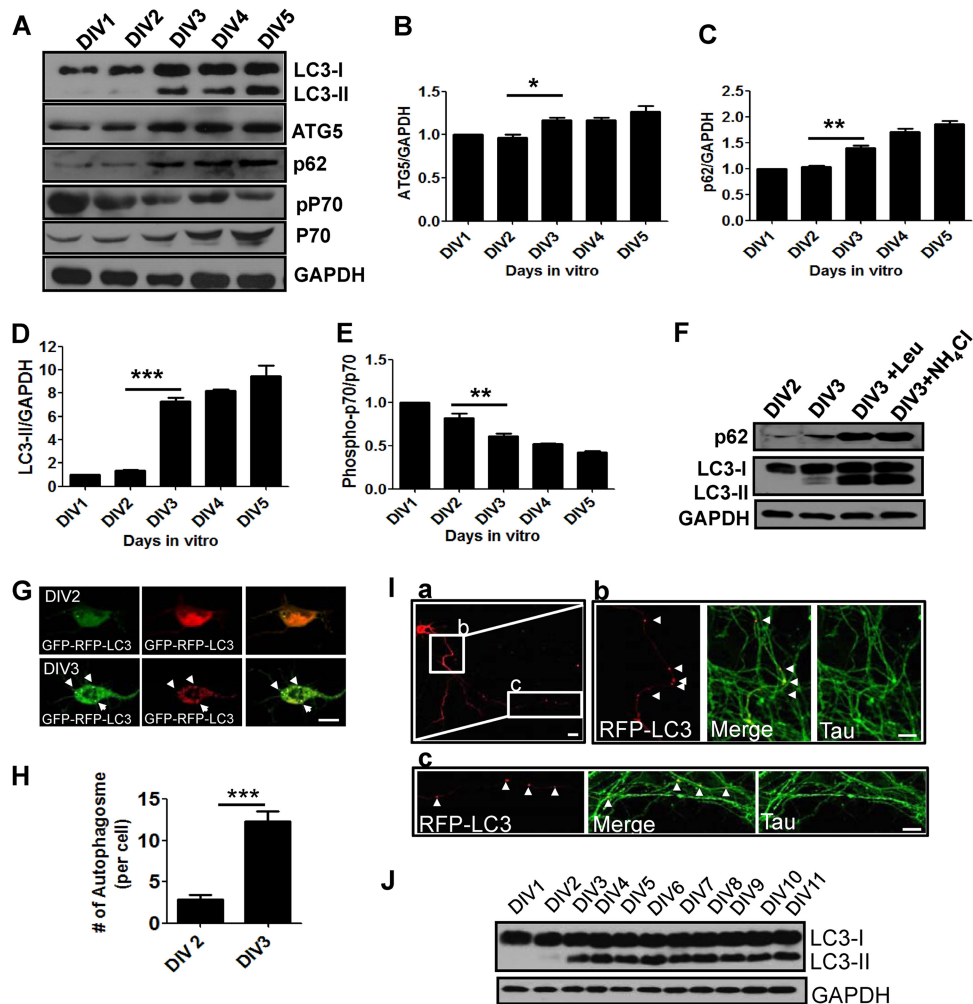 A
DIV1 DIV2 DIV3 DIV4 DIV5
LC3-I
LC3-II
ATG5
p62
pP70
P70
GAPDH
B
ATG5/GAPDH
1.5
1.0
0.5
0.0
*
DIV1 DIV2 DIV3 DIV4 DIV5
Days in vitro
C
p62/GAPDH
2.5
2.0
1.5
1.0
0.5
0.0
**
DIV1 DIV2 DIV3 DIV4 DIV5
Days in vitro
D
LC3-II/GAPDH
12
10
8
6
4
2
0
***
DIV1 DIV2 DIV3 DIV4 DIV5
Days in vitro
E
Phospho-p70/p70
1.5
1.0
0.5
0.0
**
DIV1 DIV2 DIV3 DIV4 DIV5
Days in vitro
F
DIV2 DIV3 DIV3 +Leu DIV3+NH₄Cl
p62
LC3-I
LC3-II
GAPDH
G
DIV2
GFP-RFP-LC3 GFP-RFP-LC3
DIV3
GFP-RFP-LC3 GFP-RFP-LC3
H
# of Autophagosme
(per cell)
15
10
5
0
***
DIV 2 DIV3
I
a
b
c
b
RFP-LC3 Merge Tau
c
RFP-LC3 Merge Tau
J
DIV1 DIV2 DIV3 DIV4 DIV5 DIV6 DIV7 DIV8 DIV9 DIV10 DIV11
LC3-I
LC3-II
GAPDH